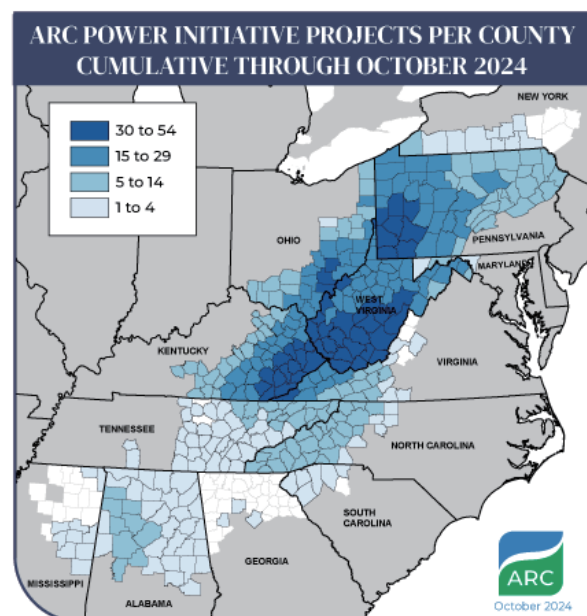 ARC POWER INITIATIVE PROJECTS PER COUNTY
CUMULATIVE THROUGH OCTOBER 2024
NEW YORK
30 to 54
15 to 29
5 to 14
1 to 4
OHIO
PENNSYLVANIA
MARYLAND
WEST
VIRGINIA
KENTUCKY
VIRGINIA
TENNESSEE
NORTH CAROLINA
SOUTH
CAROLINA
GEORGIA
MISSISSIPPI
ALABAMA
ARC
October 2024